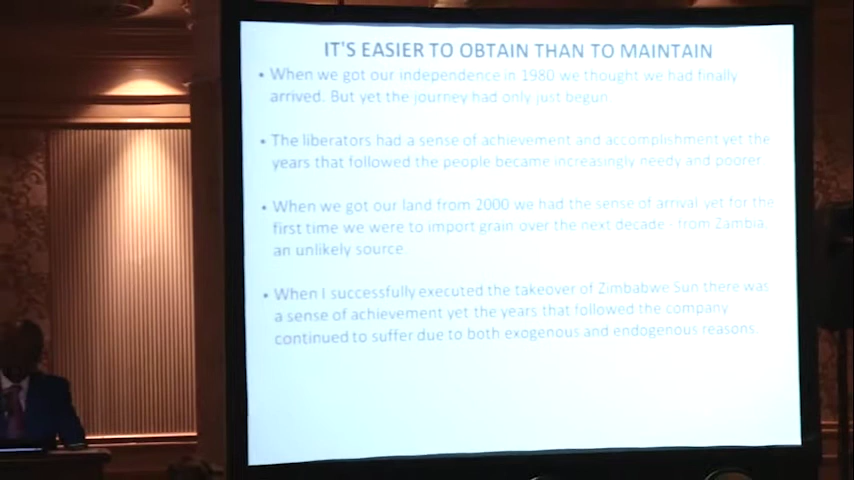 IT'S EASIER TO OBTAIN THAN TO MAINTAIN
• When we got our independence in 1980 we thought we had finally
arrived. But yet the journey had only just begun
• The liberators had a sense of achievement and accomplishment yet the
years that followed the people became increasingly needy and poorer
• When we got our land from 2000 we had the sense of arrival yet for the
first time we were to import grain over the next decade - from Zambia,
an unlikely source.
• When I successfully executed the takeover of Zimbabwe Sun there was
a sense of achievement yet the years that followed the company
continued to suffer due to both exogenous and endogenous reasons.